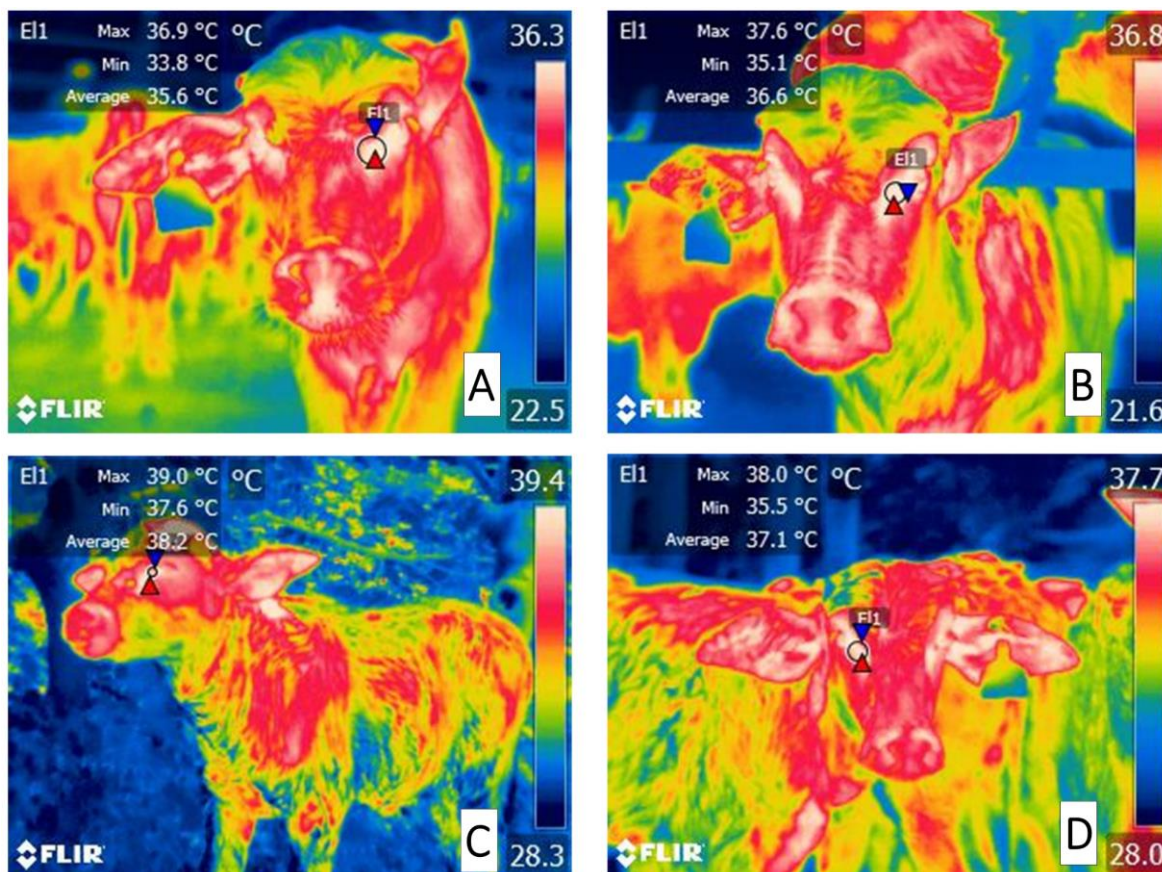 El1 Max 36.9 °C °C 36.3
Min 33.8 °C
Average 35.6 °C
El1
A
FLIR 22.5
El1 Max 37.6 °C °C 36.8
Min 35.1 °C
Average 36.6 °C
El1
B
FLIR 21.6
El1 Max 39.0 °C °C 39.4
Min 37.6 °C
Average 38.2 °C
C
FLIR 28.3
El1 Max 38.0 °C °C 37.7
Min 35.5 °C
Average 37.1 °C
El1
D
FLIR 28.0